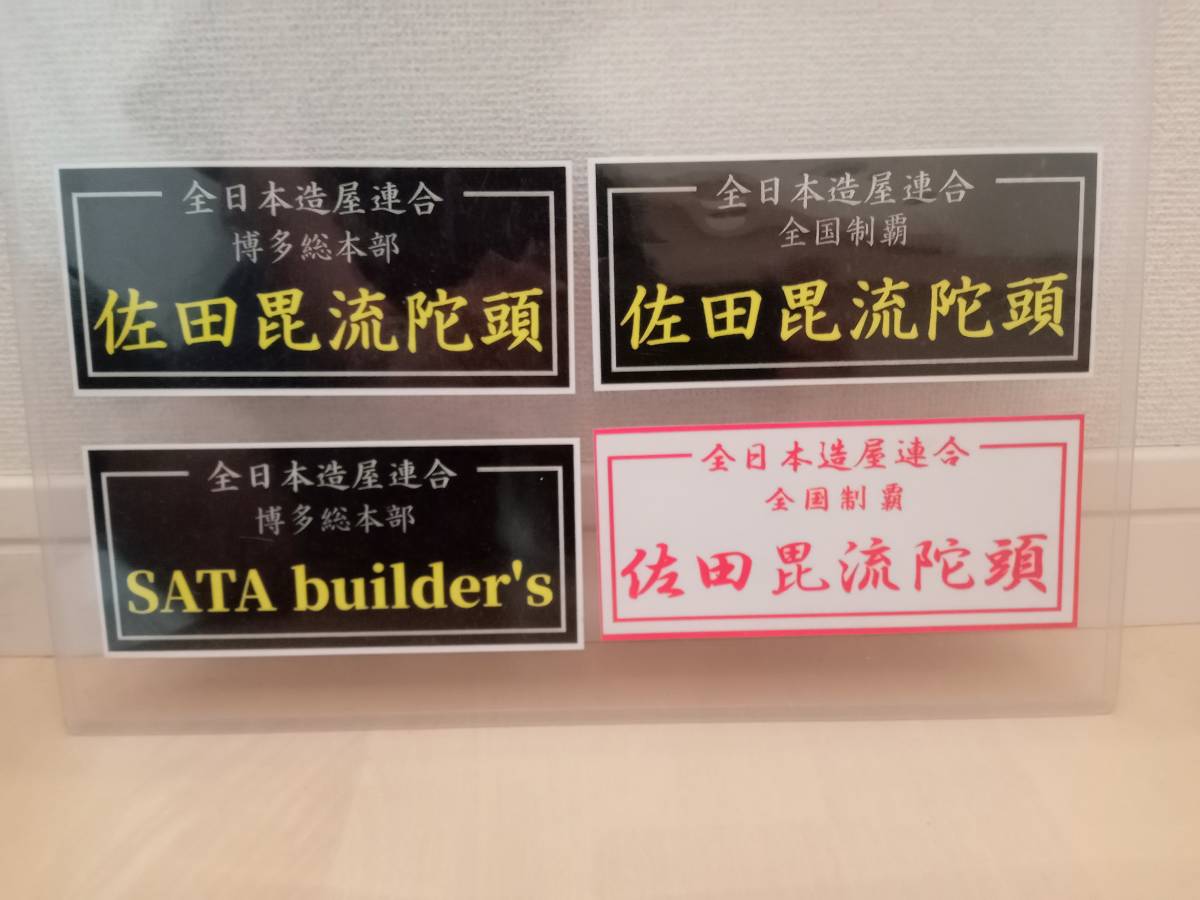 全日本造屋連合
博多総本部
佐田毘流陀頭
全日本造屋連合
全国制覇
佐田毘流陀頭
全日本造屋連合
博多総本部
SATA builder's
全日本造屋連合
全国制覇
佐田毘流陀頭